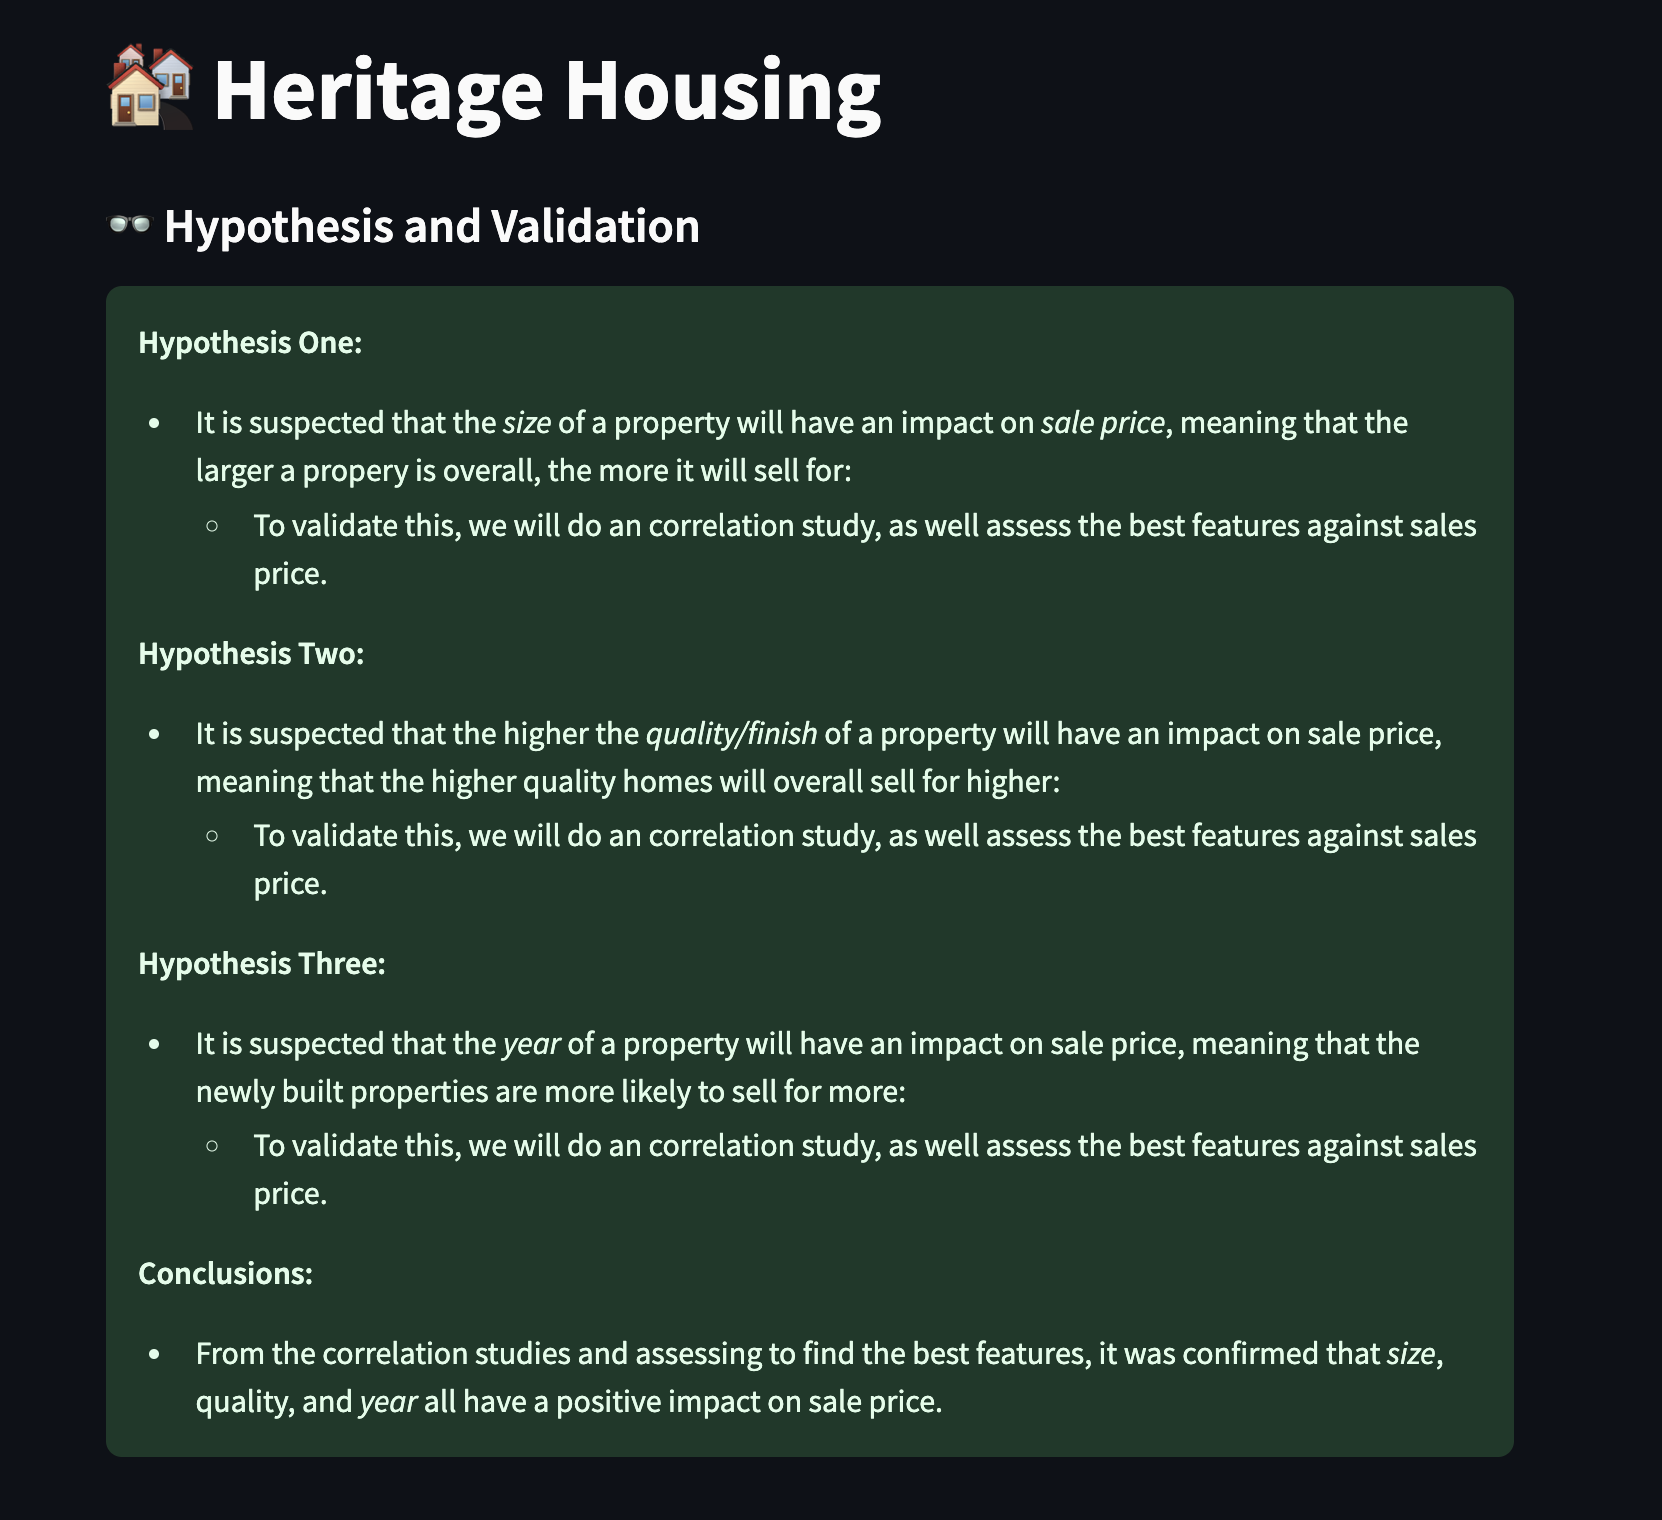 Heritage Housing
Hypothesis and Validation
Hypothesis One:
It is suspected that the size of a property will have an impact on sale price, meaning that the
larger a propery is overall, the more it will sell for:
To validate this, we will do an correlation study, as well assess the best features against sales
price.
Hypothesis Two:
It is suspected that the higher the quality/finish of a property will have an impact on sale price,
meaning that the higher quality homes will overall sell for higher:
To validate this, we will do an correlation study, as well assess the best features against sales
price.
Hypothesis Three:
It is suspected that the year of a property will have an impact on sale price, meaning that the
newly built properties are more likely to sell for more:
To validate this, we will do an correlation study, as well assess the best features against sales
price.
Conclusions:
From the correlation studies and assessing to find the best features, it was confirmed that size,
quality, and year all have a positive impact on sale price.